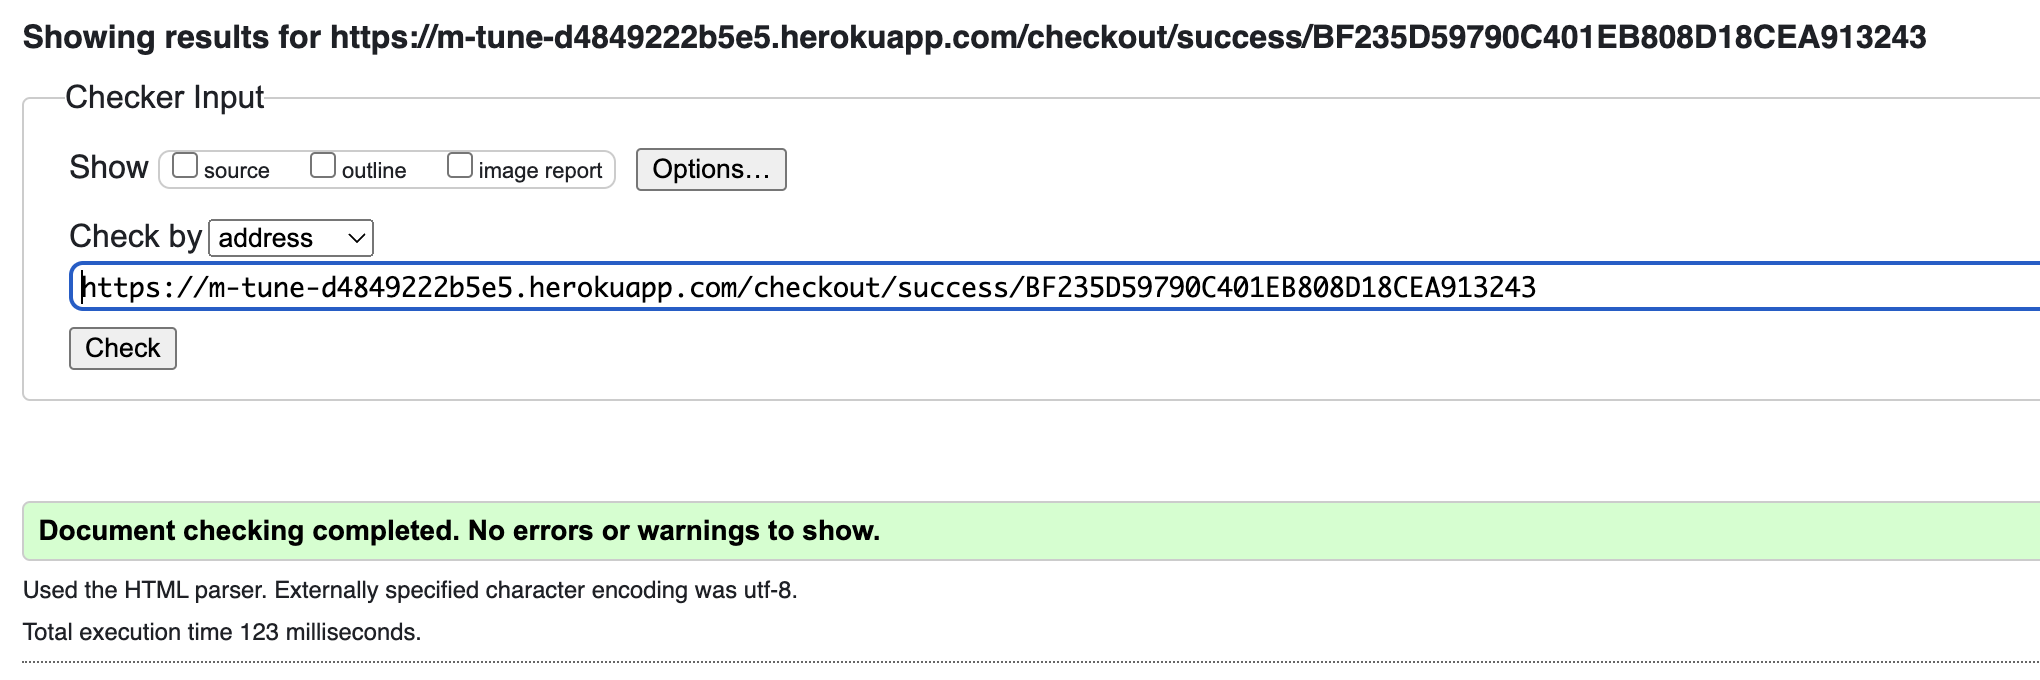 Showing results for https://m-tune-d4849222b5e5.herokuapp.com/checkout/success/BF235D59790C401EB808D18CEA913243
Checker Input
Show source outline image report Options...
Check by address
https://m-tune-d4849222b5e5.herokuapp.com/checkout/success/BF235D59790C401EB808D18CEA913243
Check
Document checking completed. No errors or warnings to show.
Used the HTML parser. Externally specified character encoding was utf-8.
Total execution time 123 milliseconds.